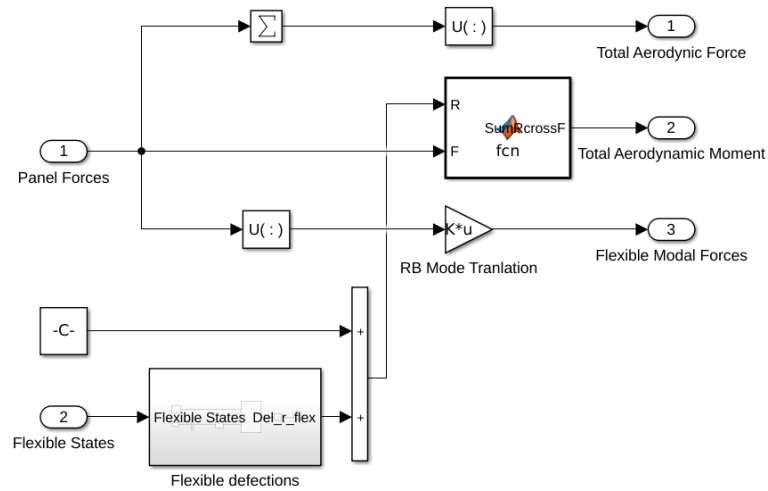 Σ
U( : )
1
Total Aerodynic Force
R
SumRcrossF
F
fcn
1
Panel Forces
2
Total Aerodynamic Moment
U( : )
K*u
RB Mode Tranlation
3
Flexible Modal Forces
-C-
+
2
Flexible States
Flexible States Del_r_flex
+
Flexible defections